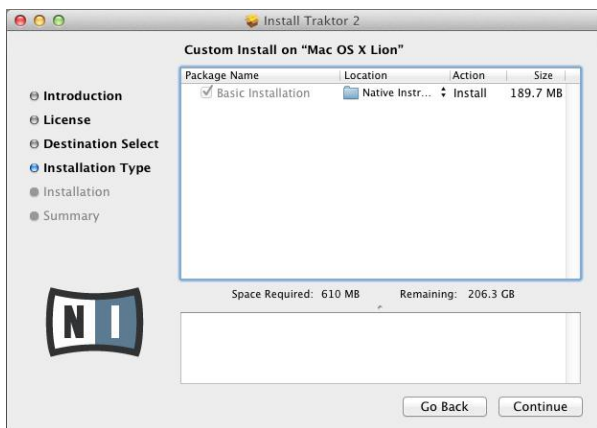 Install Traktor 2
Custom Install on "Mac OS X Lion"
Introduction
License
Destination Select
Installation Type
Installation
Summary
Package Name Location Action Size
Basic Installation Native Instr... Install 189.7 MB
Space Required: 610 MB Remaining: 206.3 GB
NI
Go Back Continue